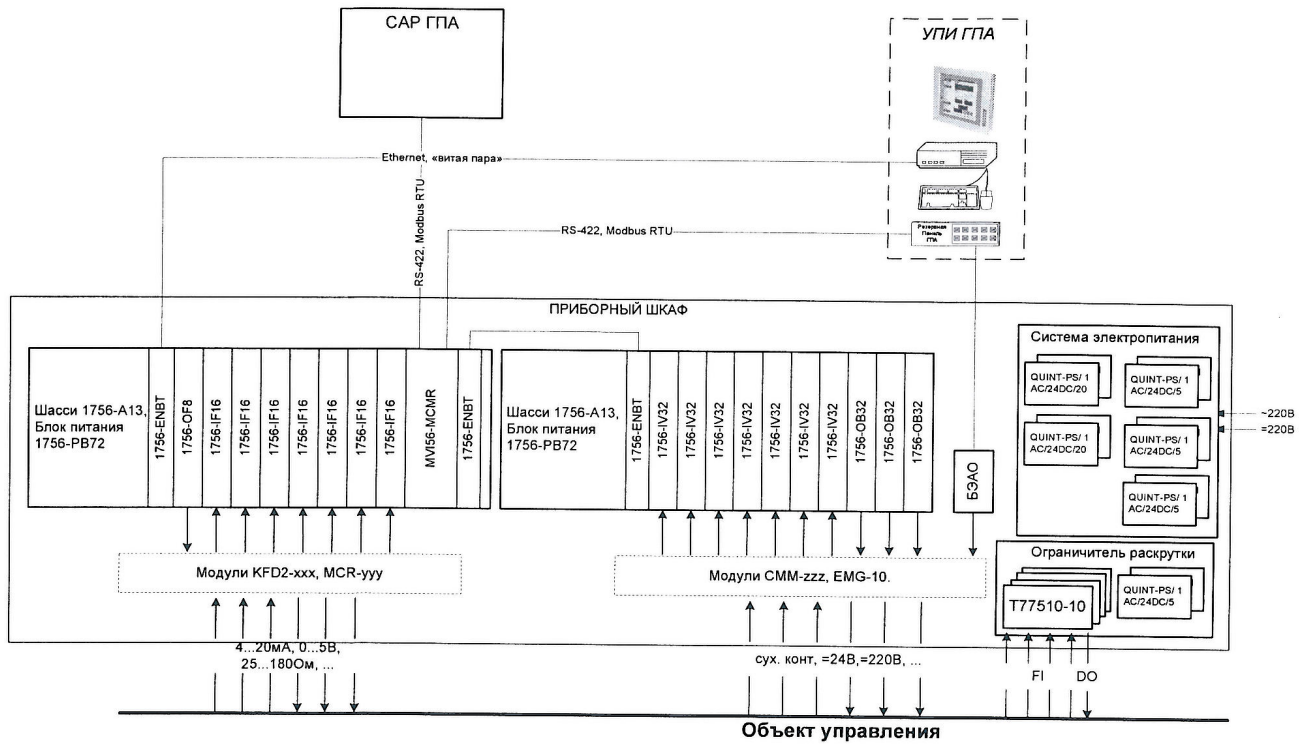 САР ГПА
УПИ ГПА
Ethernet, «витая пара»
RS-422, Modbus RTU
RS-422, Modbus RTU
Резервная
Панель
ГПА
ПРИБОРНЫЙ ШКАФ
Шасси 1756-А13,
Блок питания
1756-РВ72
1756-ENBT
1756-OF8
1756-IF16
1756-IF16
1756-IF16
1756-IF16
1756-IF16
1756-IF16
1756-IF16
MVI56-MCMR
1756-ENBT
Шасси 1756-А13,
Блок питания
1756-РВ72
1756-ENBT
1756-IV32
1756-IV32
1756-IV32
1756-IV32
1756-IV32
1756-IV32
1756-IV32
1756-OB32
1756-OB32
1756-OB32
БЭАО
Система электропитания
QUINT-PS/ 1
AC/24DC/20
QUINT-PS/ 1
AC/24DC/5
QUINT-PS/ 1
AC/24DC/20
QUINT-PS/ 1
AC/24DC/5
QUINT-PS/ 1
AC/24DC/5
~220В
=220В
Модули KFD2-xxx, MCR-yyy
Модули CMM-zzz, EMG-10.
Ограничитель раскрутки
T77510-10
QUINT-PS/ 1
AC/24DC/5
4...20мА, 0...5В,
25...180Ом, ...
сух. конт, =24В,=220В, ...
FI
DO
Объект управления